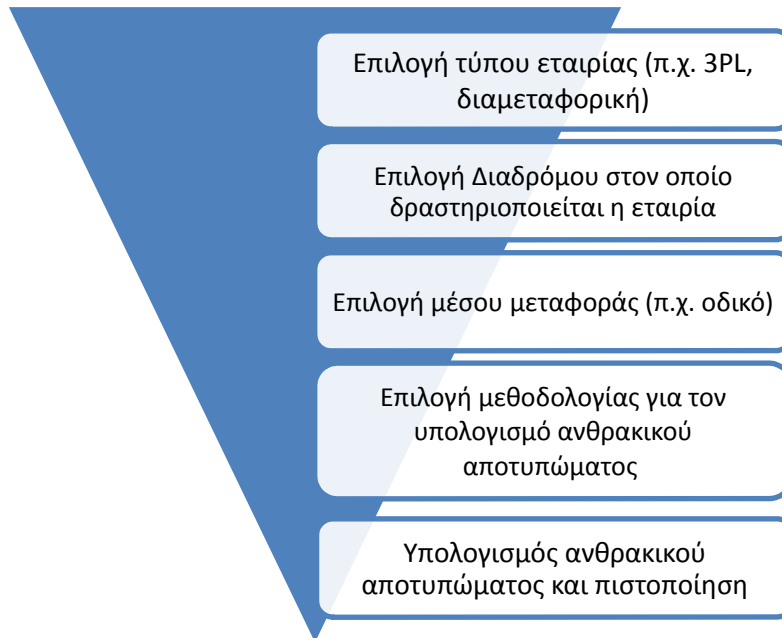 Επιλογή τύπου εταιρίας (π.χ. 3PL,
διαμεταφορική)
Επιλογή Διαδρόμου στον οποίο
δραστηριοποιείται η εταιρία
Επιλογή μέσου μεταφοράς (π.χ. οδικό)
Επιλογή μεθοδολογίας για τον
υπολογισμό ανθρακικού
αποτυπώματος
Υπολογισμός ανθρακικού
αποτυπώματος και πιστοποίηση